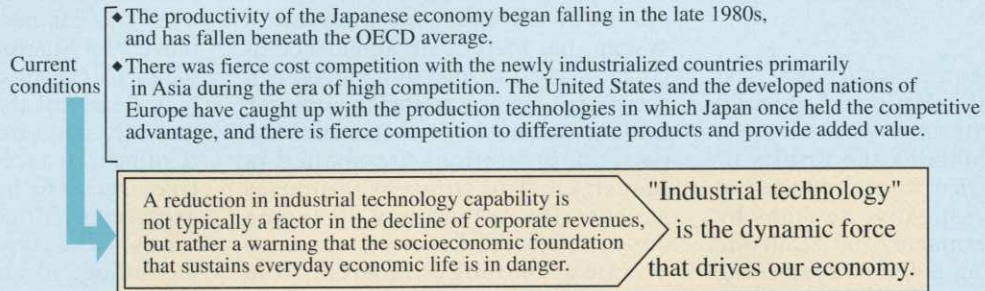 ◆The productivity of the Japanese economy began falling in the late 1980s,
and has fallen beneath the OECD average.
Current
conditions
◆There was fierce cost competition with the newly industrialized countries primarily
in Asia during the era of high competition. The United States and the developed nations of
Europe have caught up with the production technologies in which Japan once held the competitive
advantage, and there is fierce competition to differentiate products and provide added value.
A reduction in industrial technology capability is
not typically a factor in the decline of corporate revenues,
but rather a warning that the socioeconomic foundation
that sustains everyday economic life is in danger.
"Industrial technology"
is the dynamic force
that drives our economy.